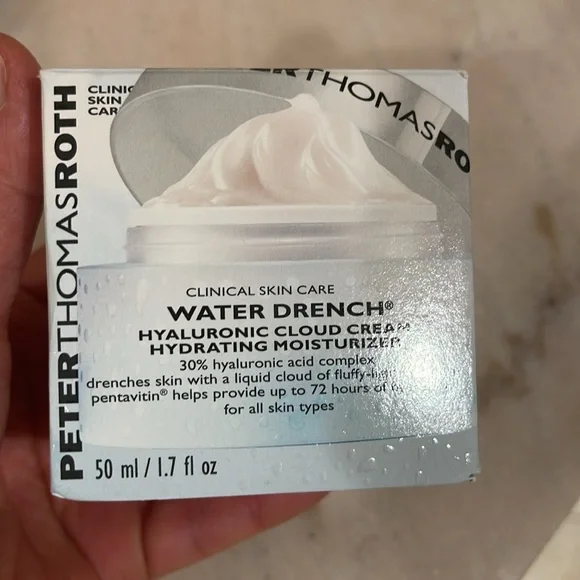 PETERTHOMASROTH
CLINIC
SKIN
CAR
THOMASRO
CLINICAL SKIN CARE
WATER DRENCH®
HYALURONIC CLOUD CREAM
HYDRATING MOISTURIZER
30% hyaluronic acid complex
drenches skin with a liquid cloud of
pentavitin® helps provide up to 72 hours of
for all skin types
50 ml / 1.7 fl oz